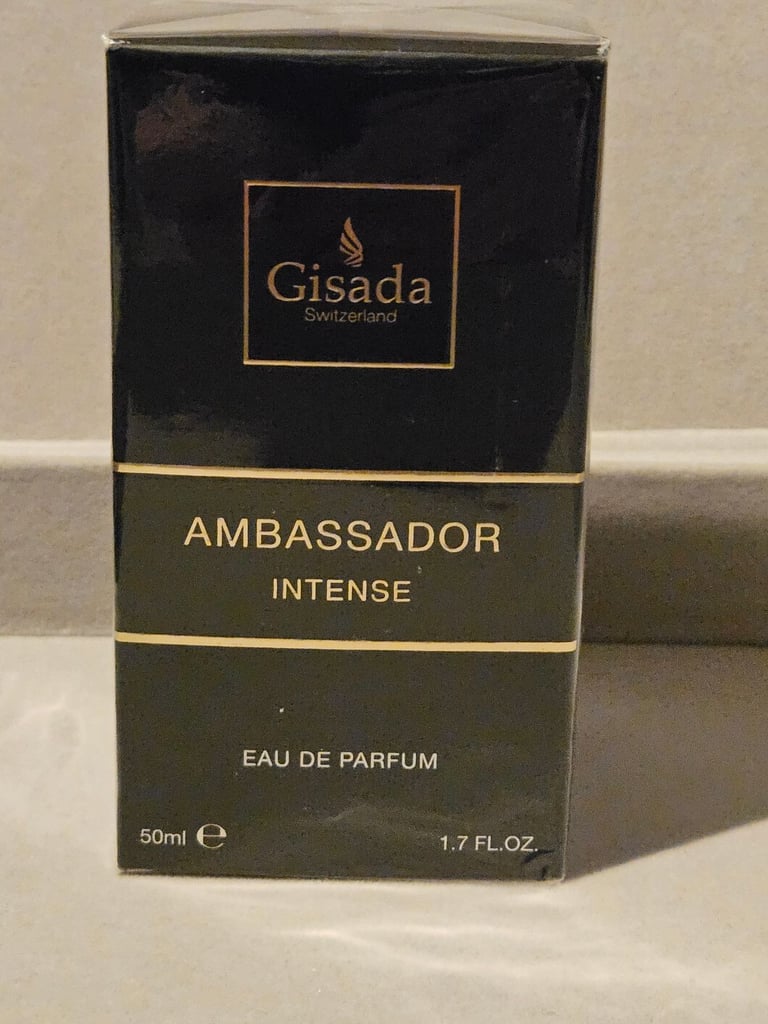 Gisada
Switzerland
AMBASSADOR
INTENSE
EAU DE PARFUM
50ml ℮
1.7 FL.OZ.